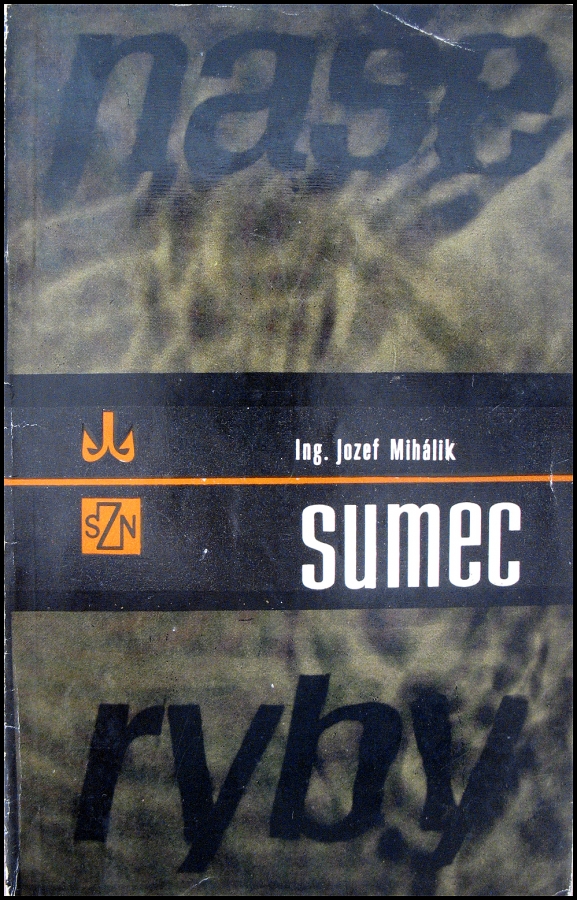 naše
Ing. Jozef Mihálik
SZN
sumec
ryby